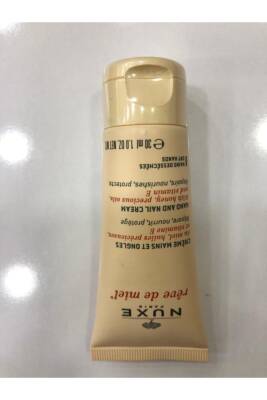 NUXE
PARIS
rêve de miel®
CRÈME MAINS ET ONGLES
au miel, huiles précieuses,
et vitamine E
Répare, nourrit, protège
HAND AND NAIL CREAM
With honey, precious oils,
and vitamin E
Repairs, nourishes, protects
MAINS DESSÉCHÉES
DRY HANDS
℮ 30 ml 1.0 OZ. NET WT